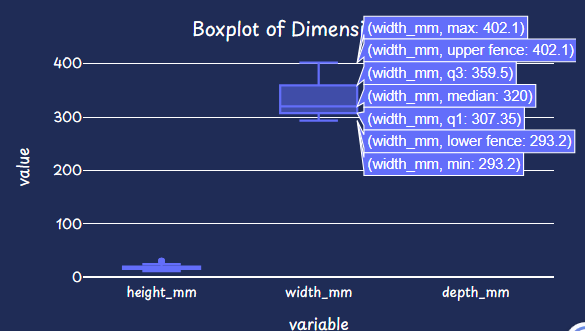 Boxplot of Dimensi
(width_mm, max: 402.1)
(width_mm, upper fence: 402.1)
(width_mm, q3: 359.5)
(width_mm, median: 320)
(width_mm, q1: 307.35)
(width_mm, lower fence: 293.2)
(width_mm, min: 293.2)
value
400
300
200
100
0
height_mm
width_mm
depth_mm
variable